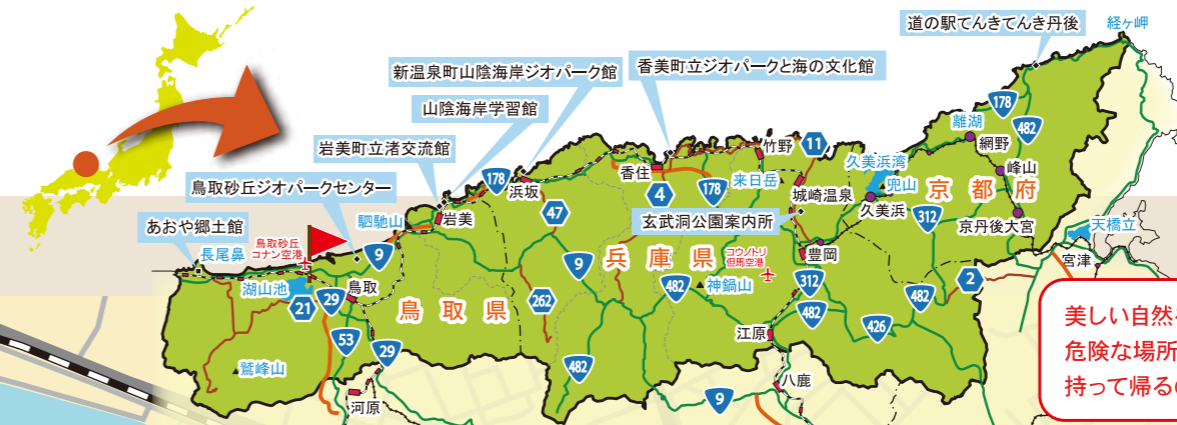 道の駅てんきてんき丹後
経ヶ岬
新温泉町山陰海岸ジオパーク館
香美町立ジオパークと海の文化館
山陰海岸学習館
岩美町立渚交流館
鳥取砂丘ジオパークセンター
あおや郷土館
178
482
離湖
網野
峰山
竹野
11
久美浜湾
兜山
京都府
香住
4
178
来日岳
城崎温泉
久美浜
312
京丹後大宮
天橋立
宮津
178
浜坂
47
玄武洞公園案内所
駟馳山
岩美
長尾鼻
鳥取砂丘
コナン空港
9
9
兵庫県
コウノトリ
但馬空港
豊岡
312
482
2
湖山池
鳥取
21
29
鳥取県
262
482
神鍋山
482
426
482
美しい自然を
危険な場所
持って帰るの
53
29
江原
鷲峰山
482
八鹿
河原
9